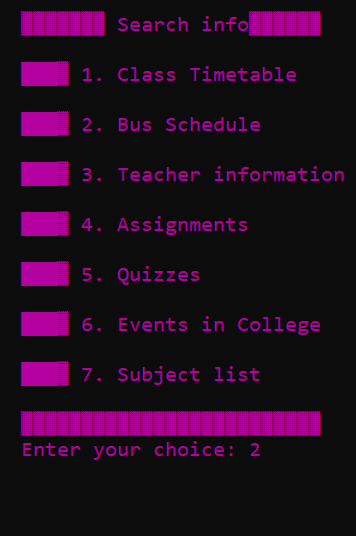 Search info
1. Class Timetable
2. Bus Schedule
3. Teacher information
4. Assignments
5. Quizzes
6. Events in College
7. Subject list
Enter your choice: 2